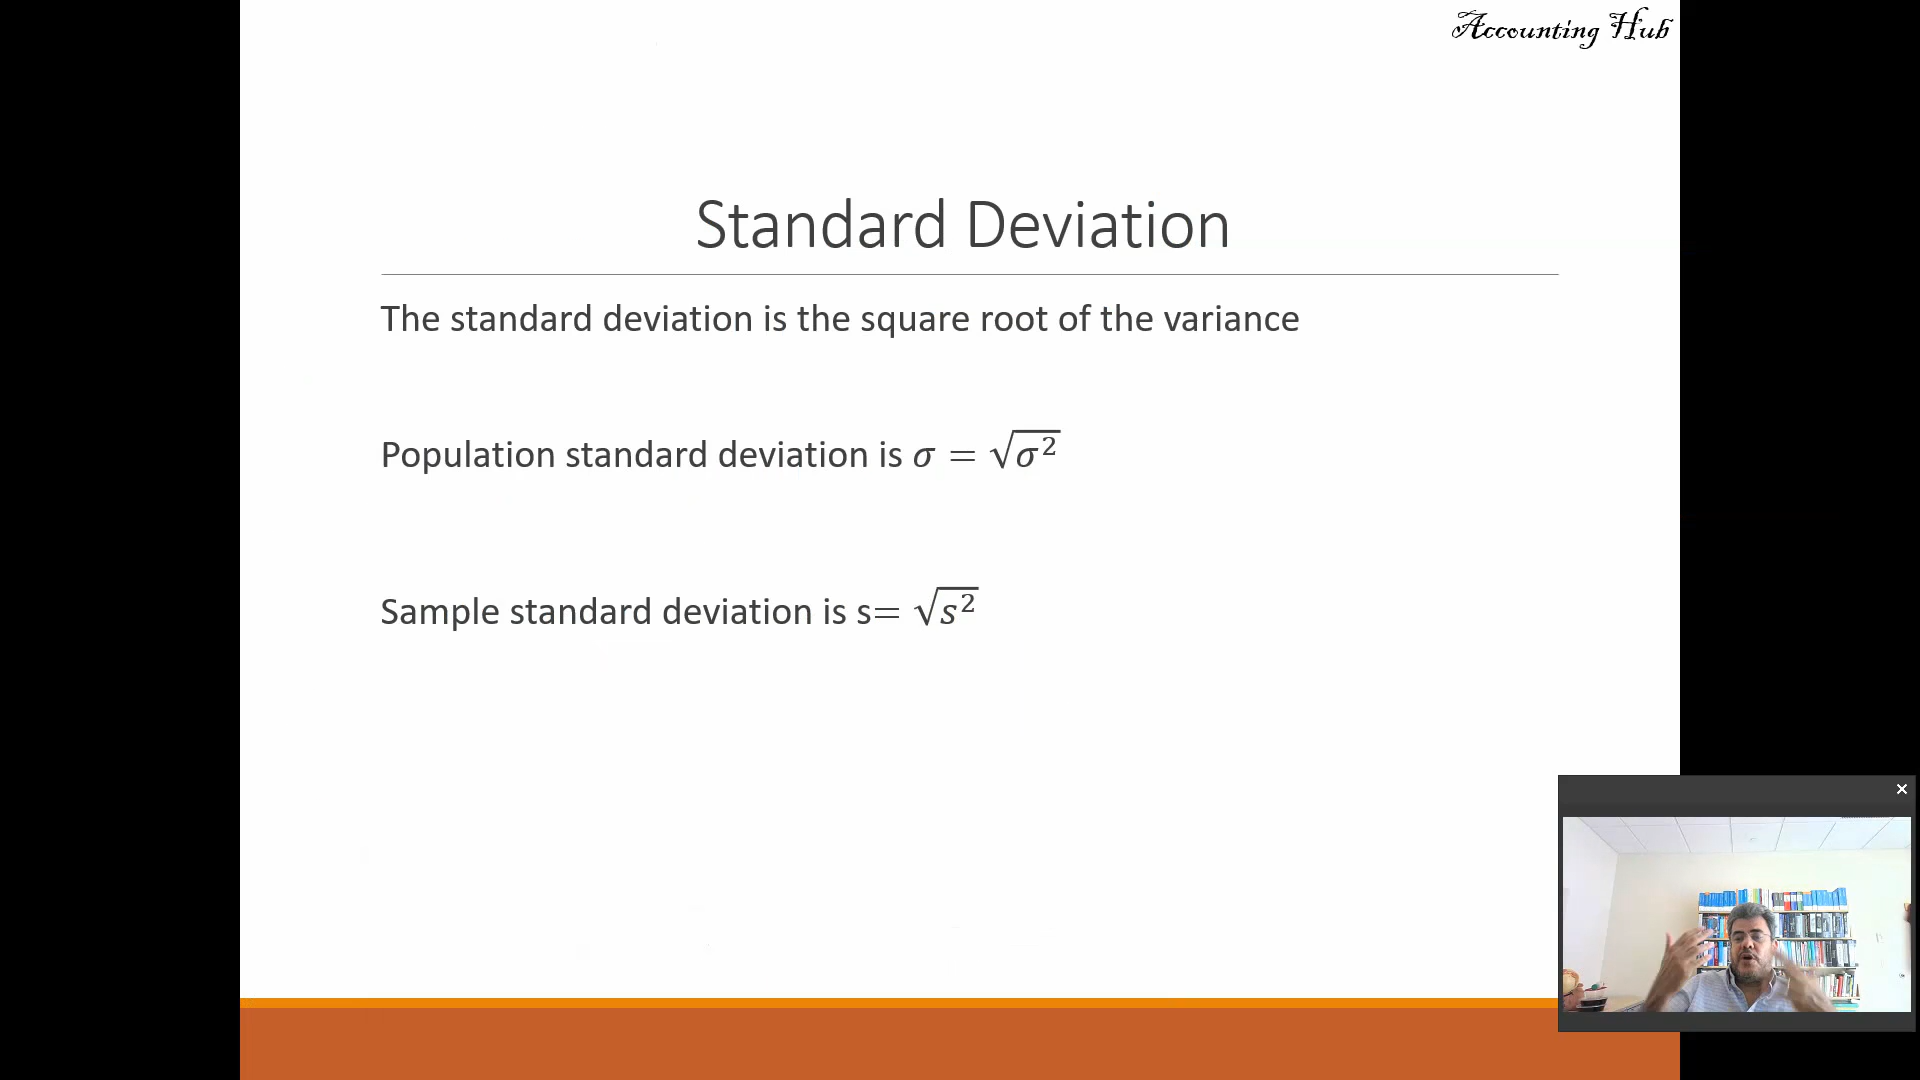 Accounting Hub
Standard Deviation
The standard deviation is the square root of the variance
Population standard deviation is σ = √σ²
Sample standard deviation is s= √s²